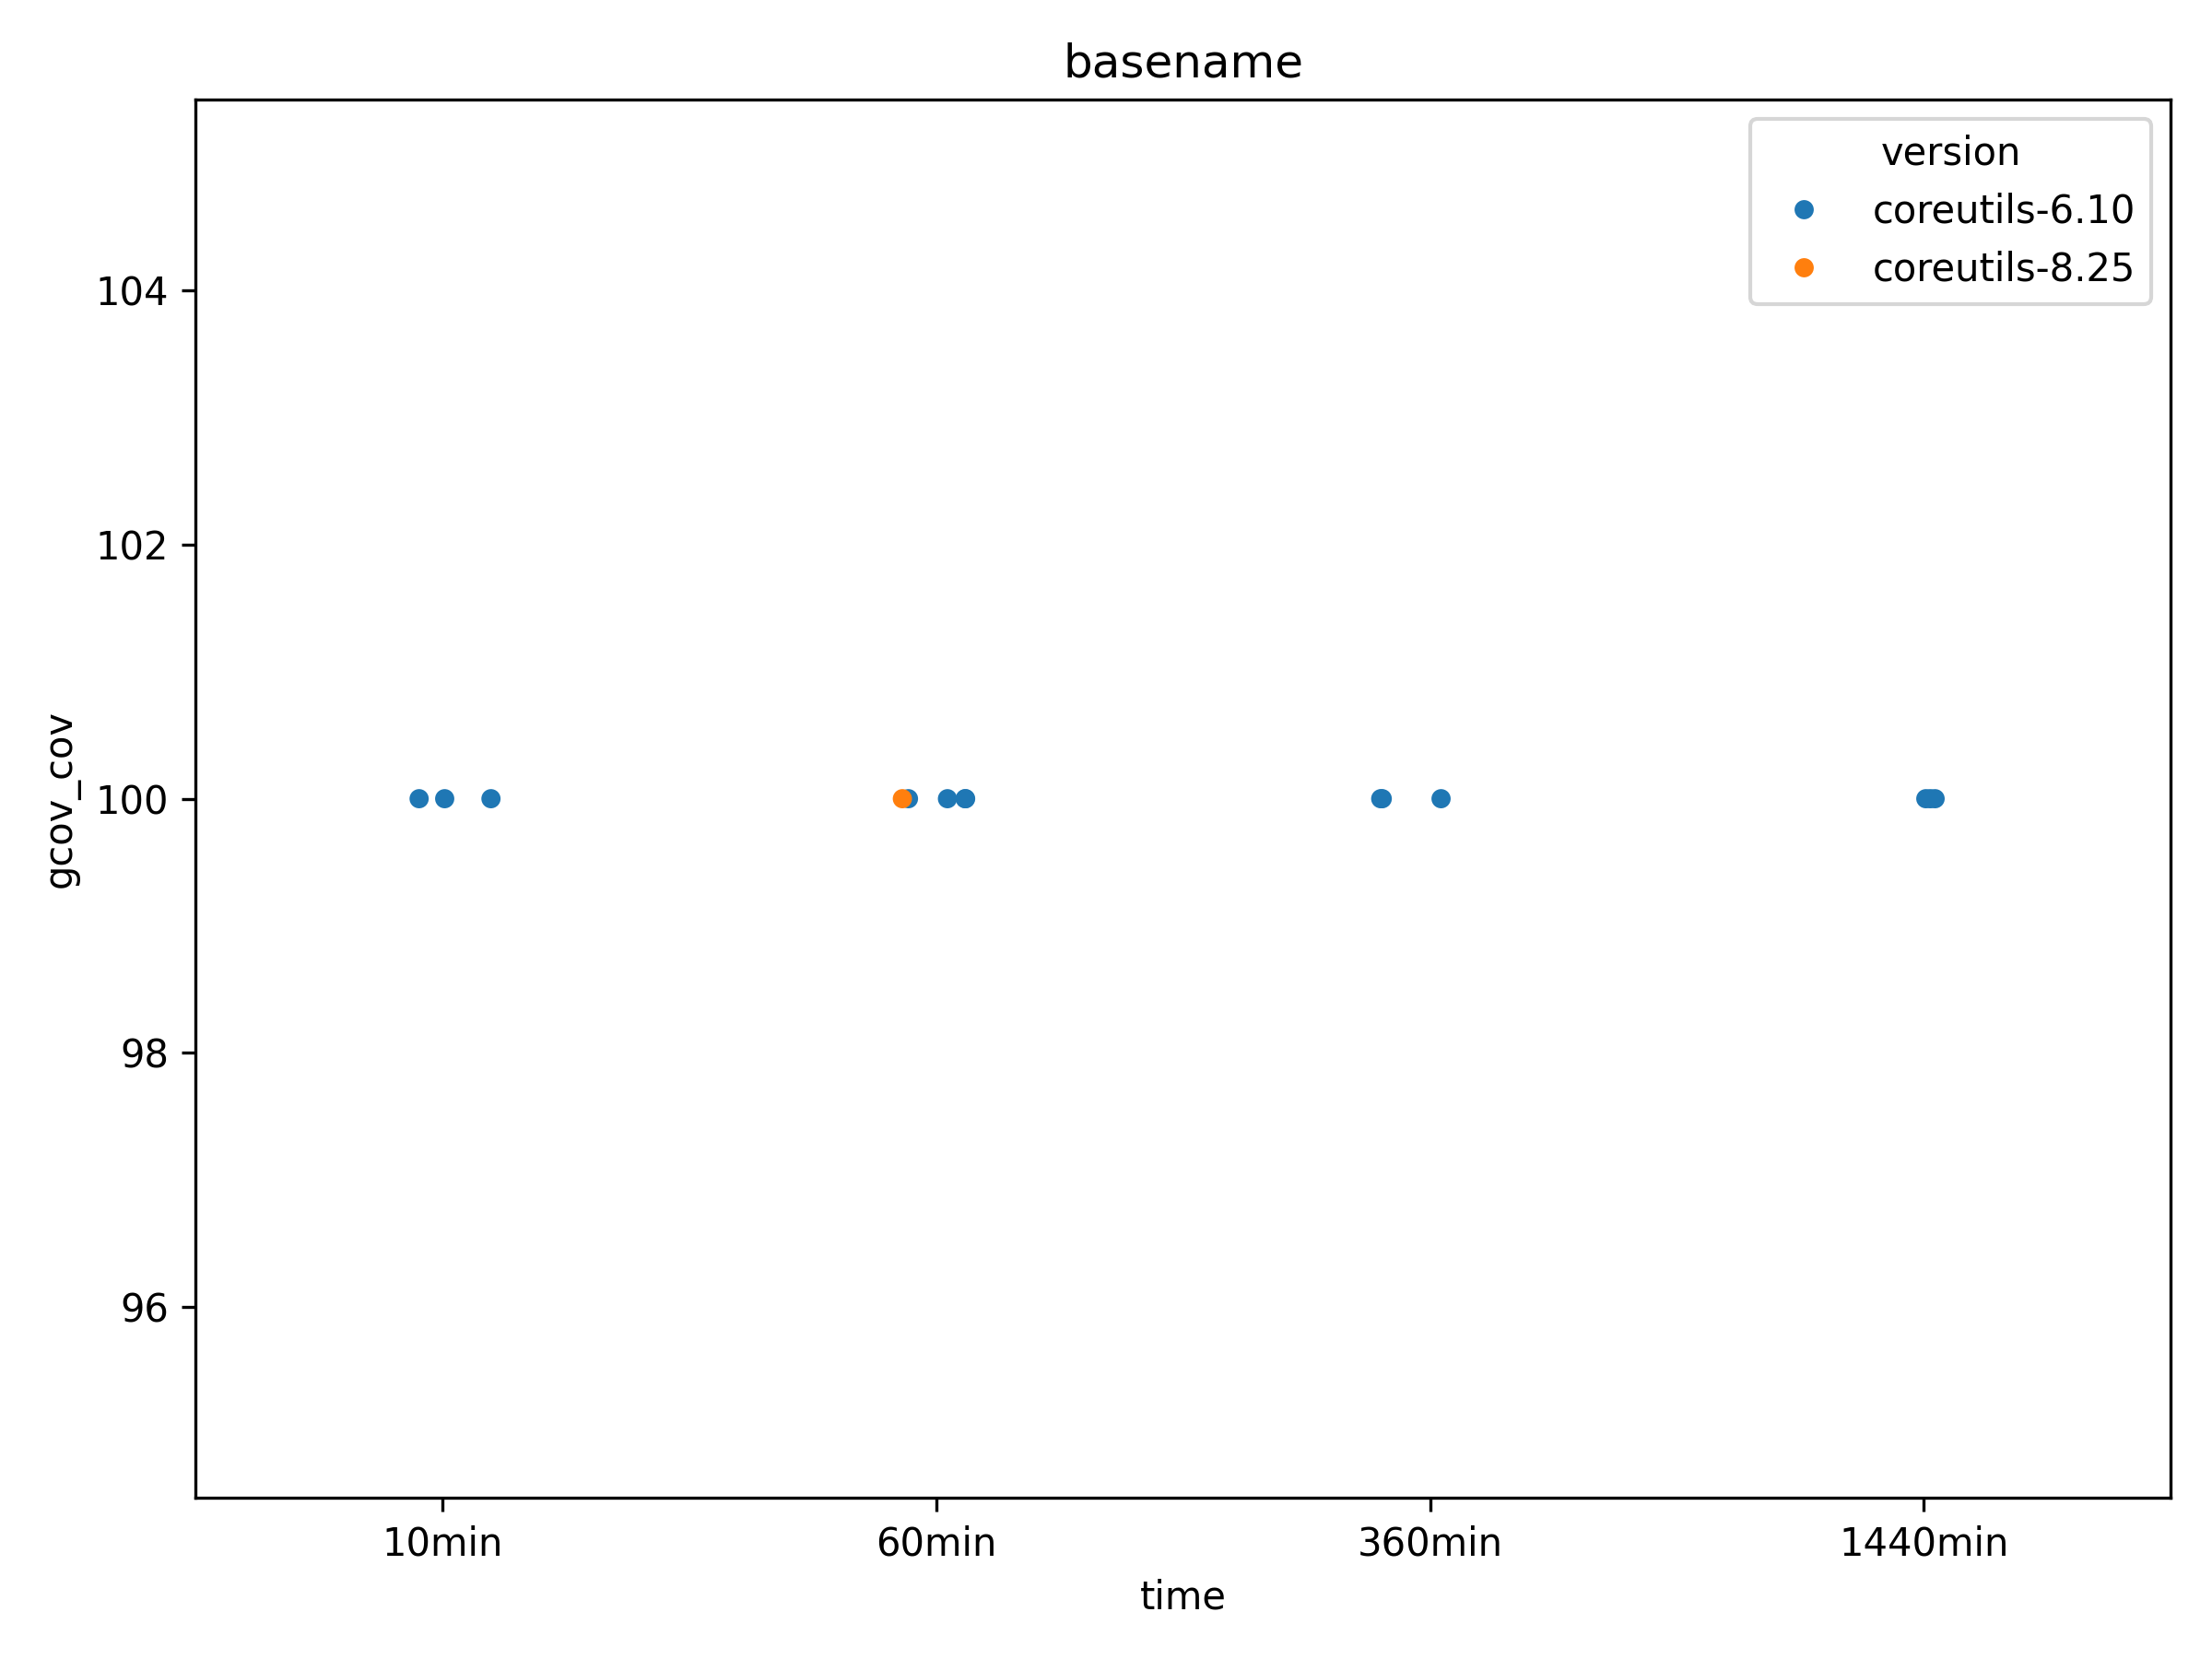 basename
version
coreutils-6.10
coreutils-8.25
104
102
100
98
96
gcov_cov
10min
60min
360min
1440min
time